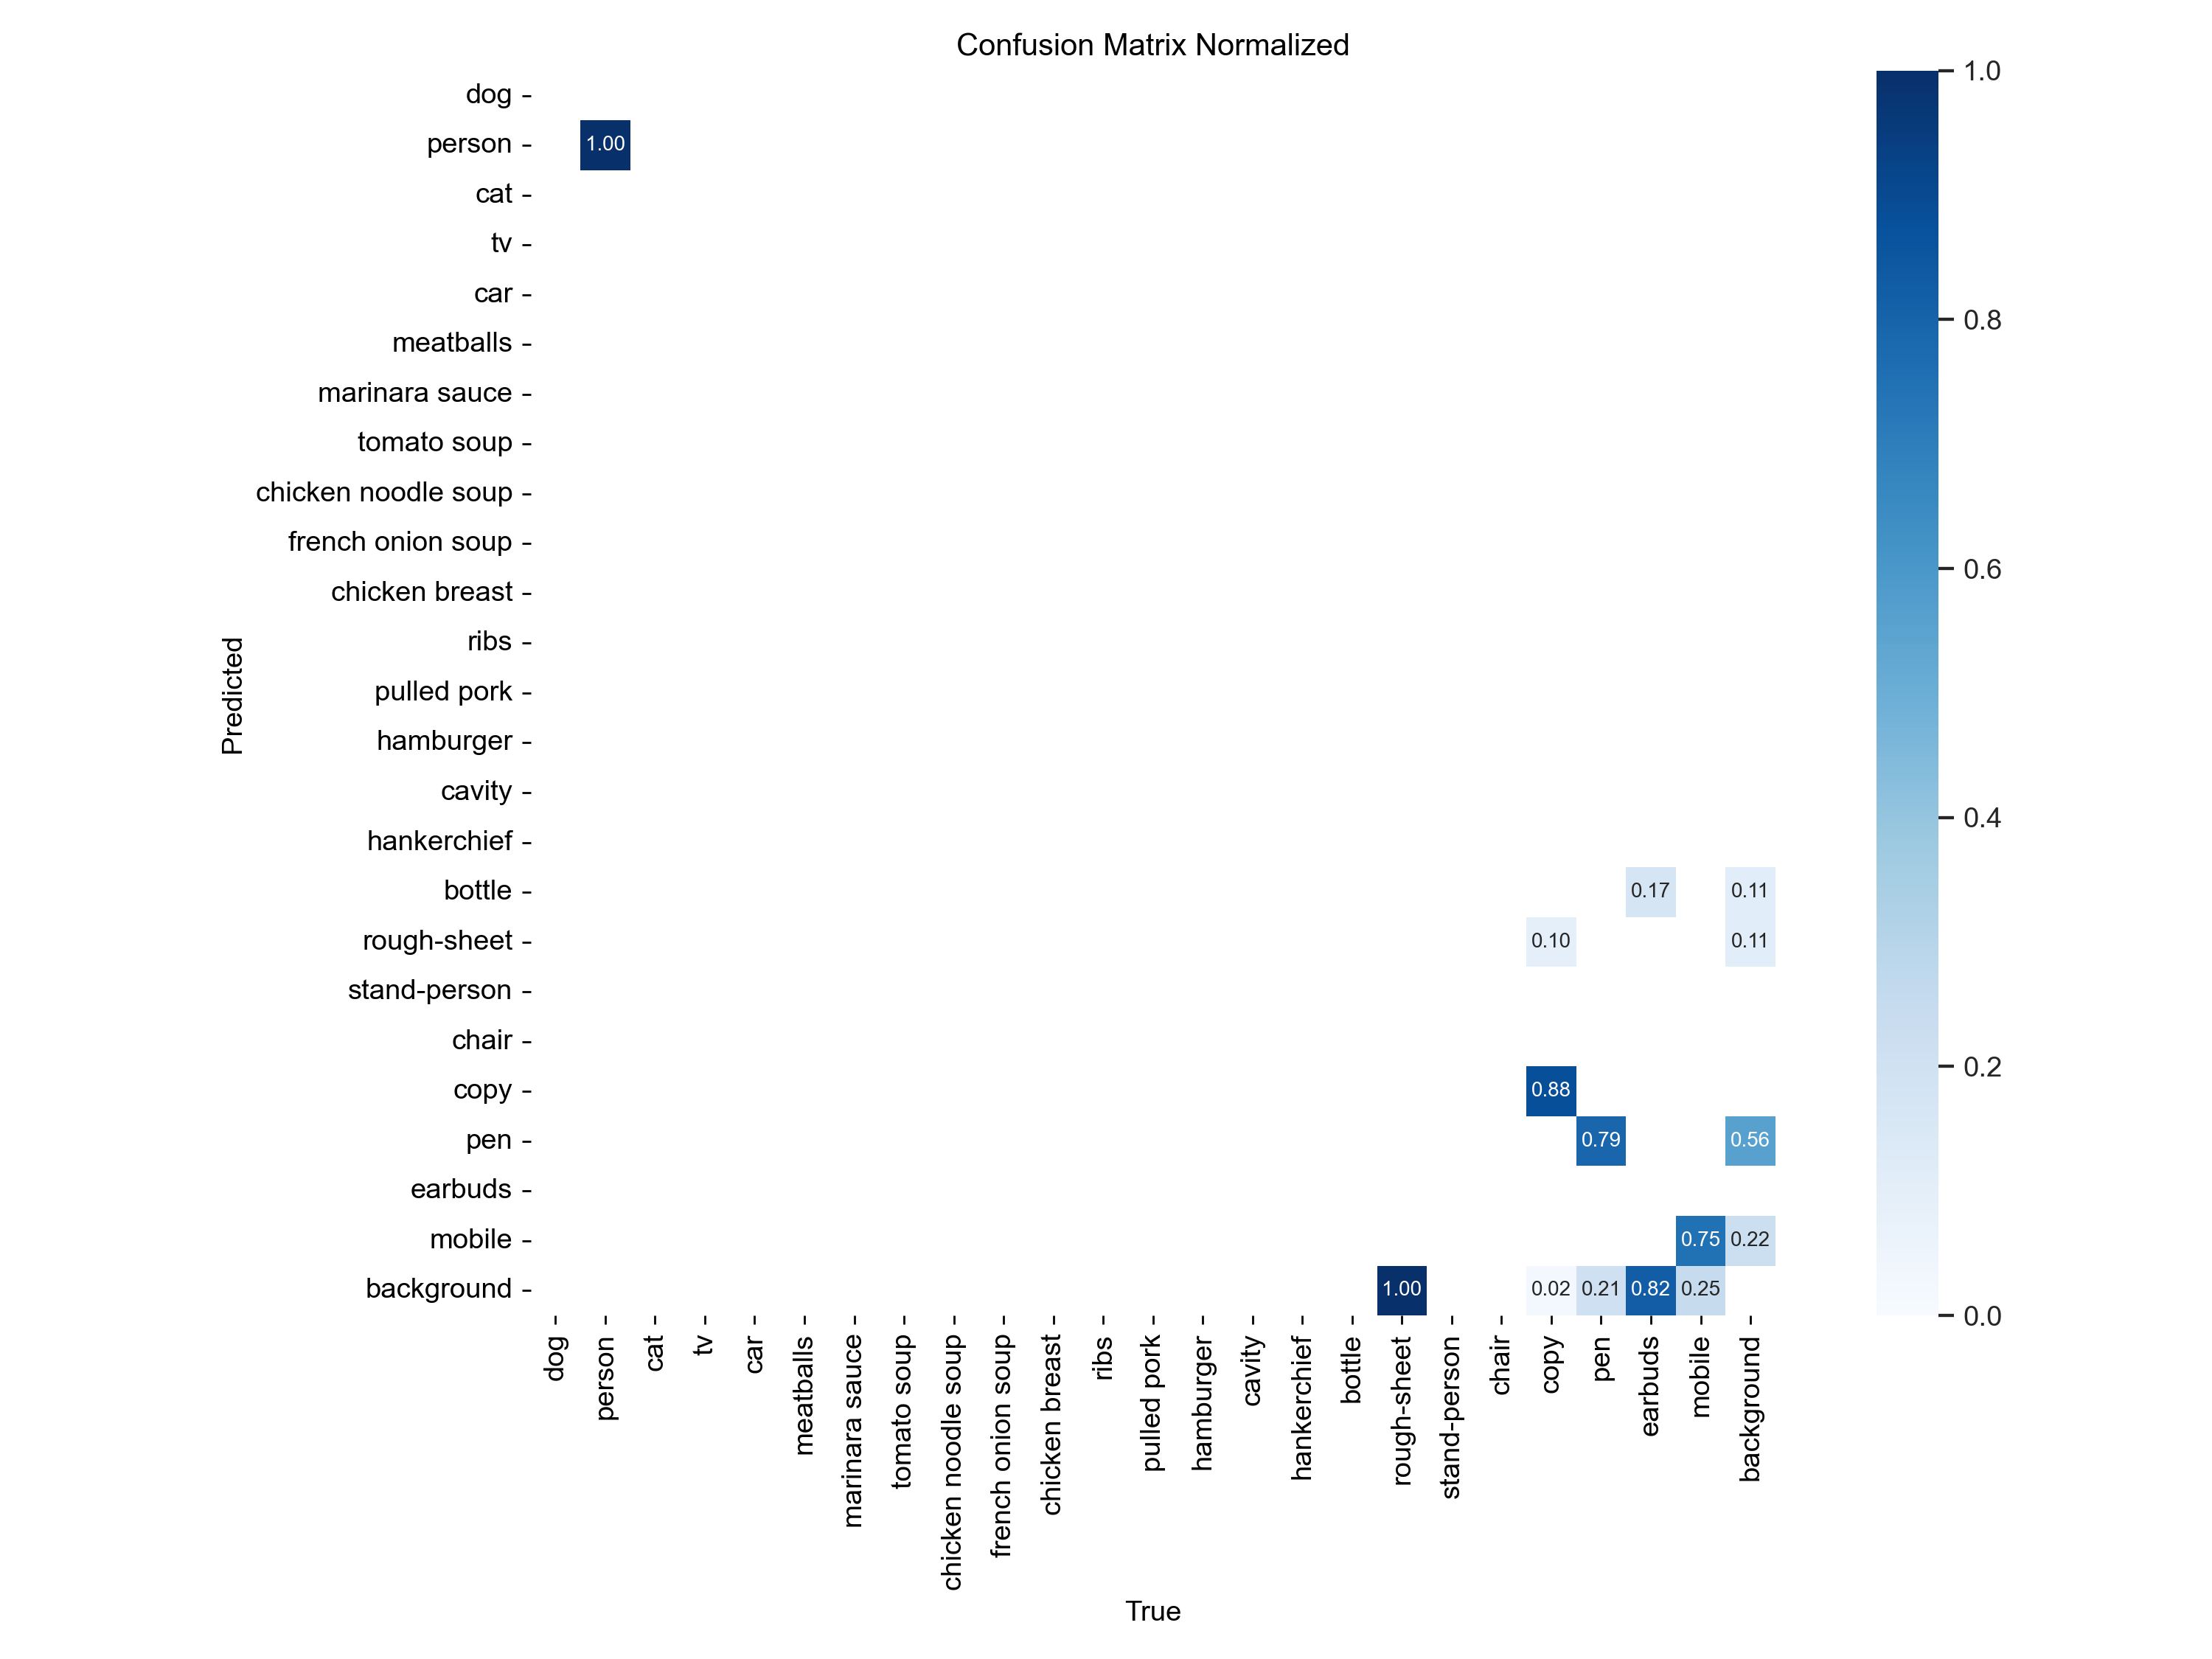 Confusion Matrix Normalized
dog
person
cat
tv
car
meatballs
marinara sauce
tomato soup
chicken noodle soup
french onion soup
chicken breast
ribs
pulled pork
hamburger
cavity
hankerchief
bottle
rough-sheet
stand-person
chair
copy
pen
earbuds
mobile
background
Predicted
1.00
0.17 0.11
0.10 0.11
0.88
0.79 0.56
0.75 0.22
1.00 0.02 0.21 0.82 0.25
dog
person
cat
tv
car
meatballs
marinara sauce
tomato soup
chicken noodle soup
french onion soup
chicken breast
ribs
pulled pork
hamburger
cavity
hankerchief
bottle
rough-sheet
stand-person
chair
copy
pen
earbuds
mobile
background
True
1.0
0.8
0.6
0.4
0.2
0.0